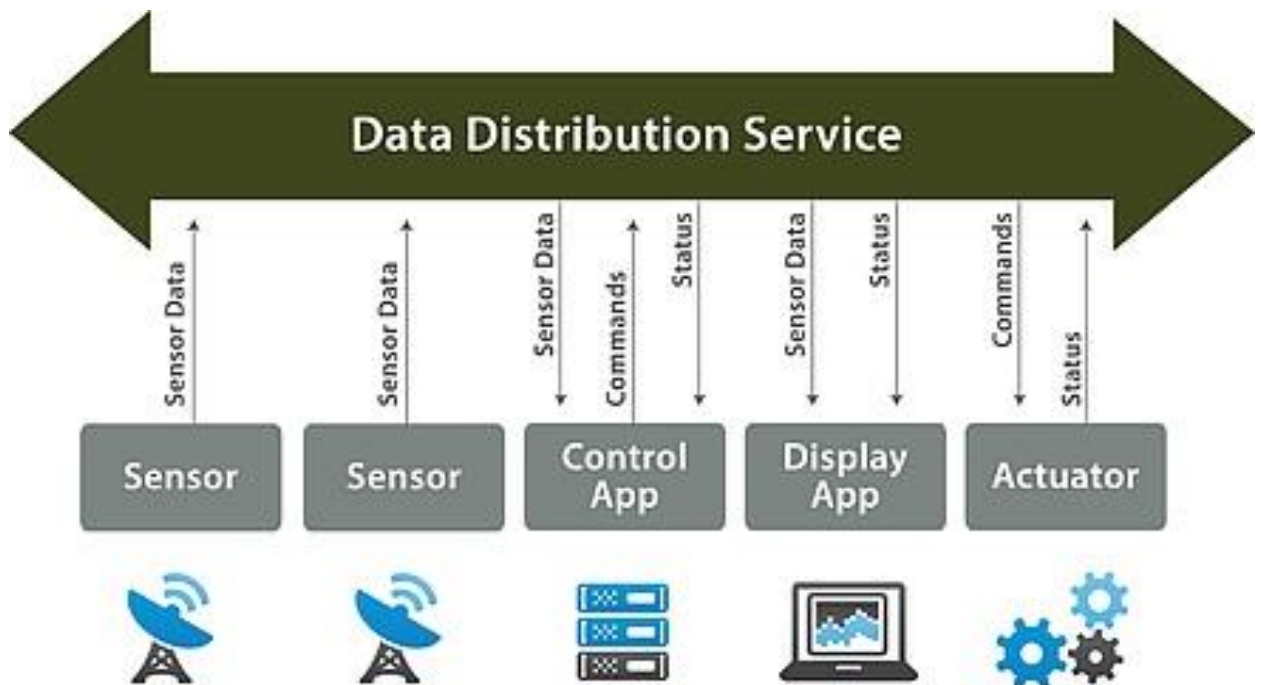 Data Distribution Service
Sensor Data
Sensor Data
Sensor Data
Commands
Status
Sensor Data
Status
Commands
Status
Sensor
Sensor
Control
App
Display
App
Actuator